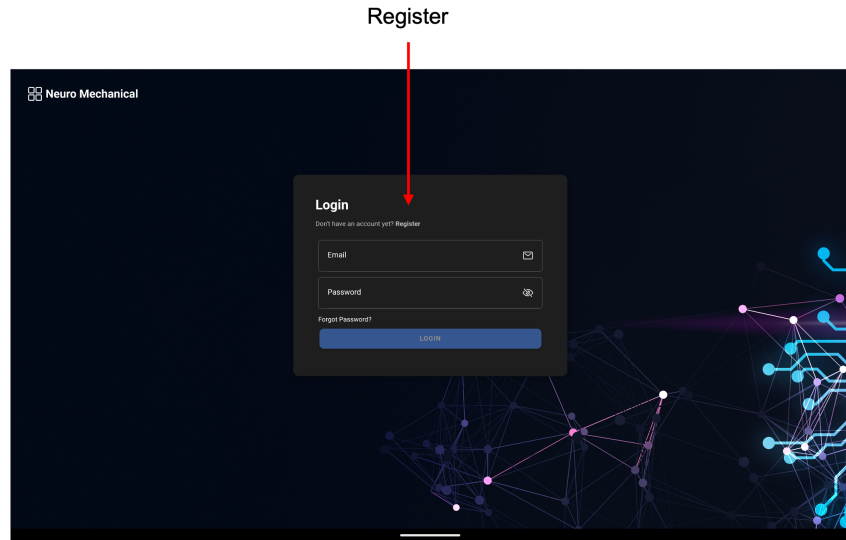 Register
Neuro Mechanical
Login
Don't have an account yet? Register
Email
Password
Forgot Password?
LOGIN